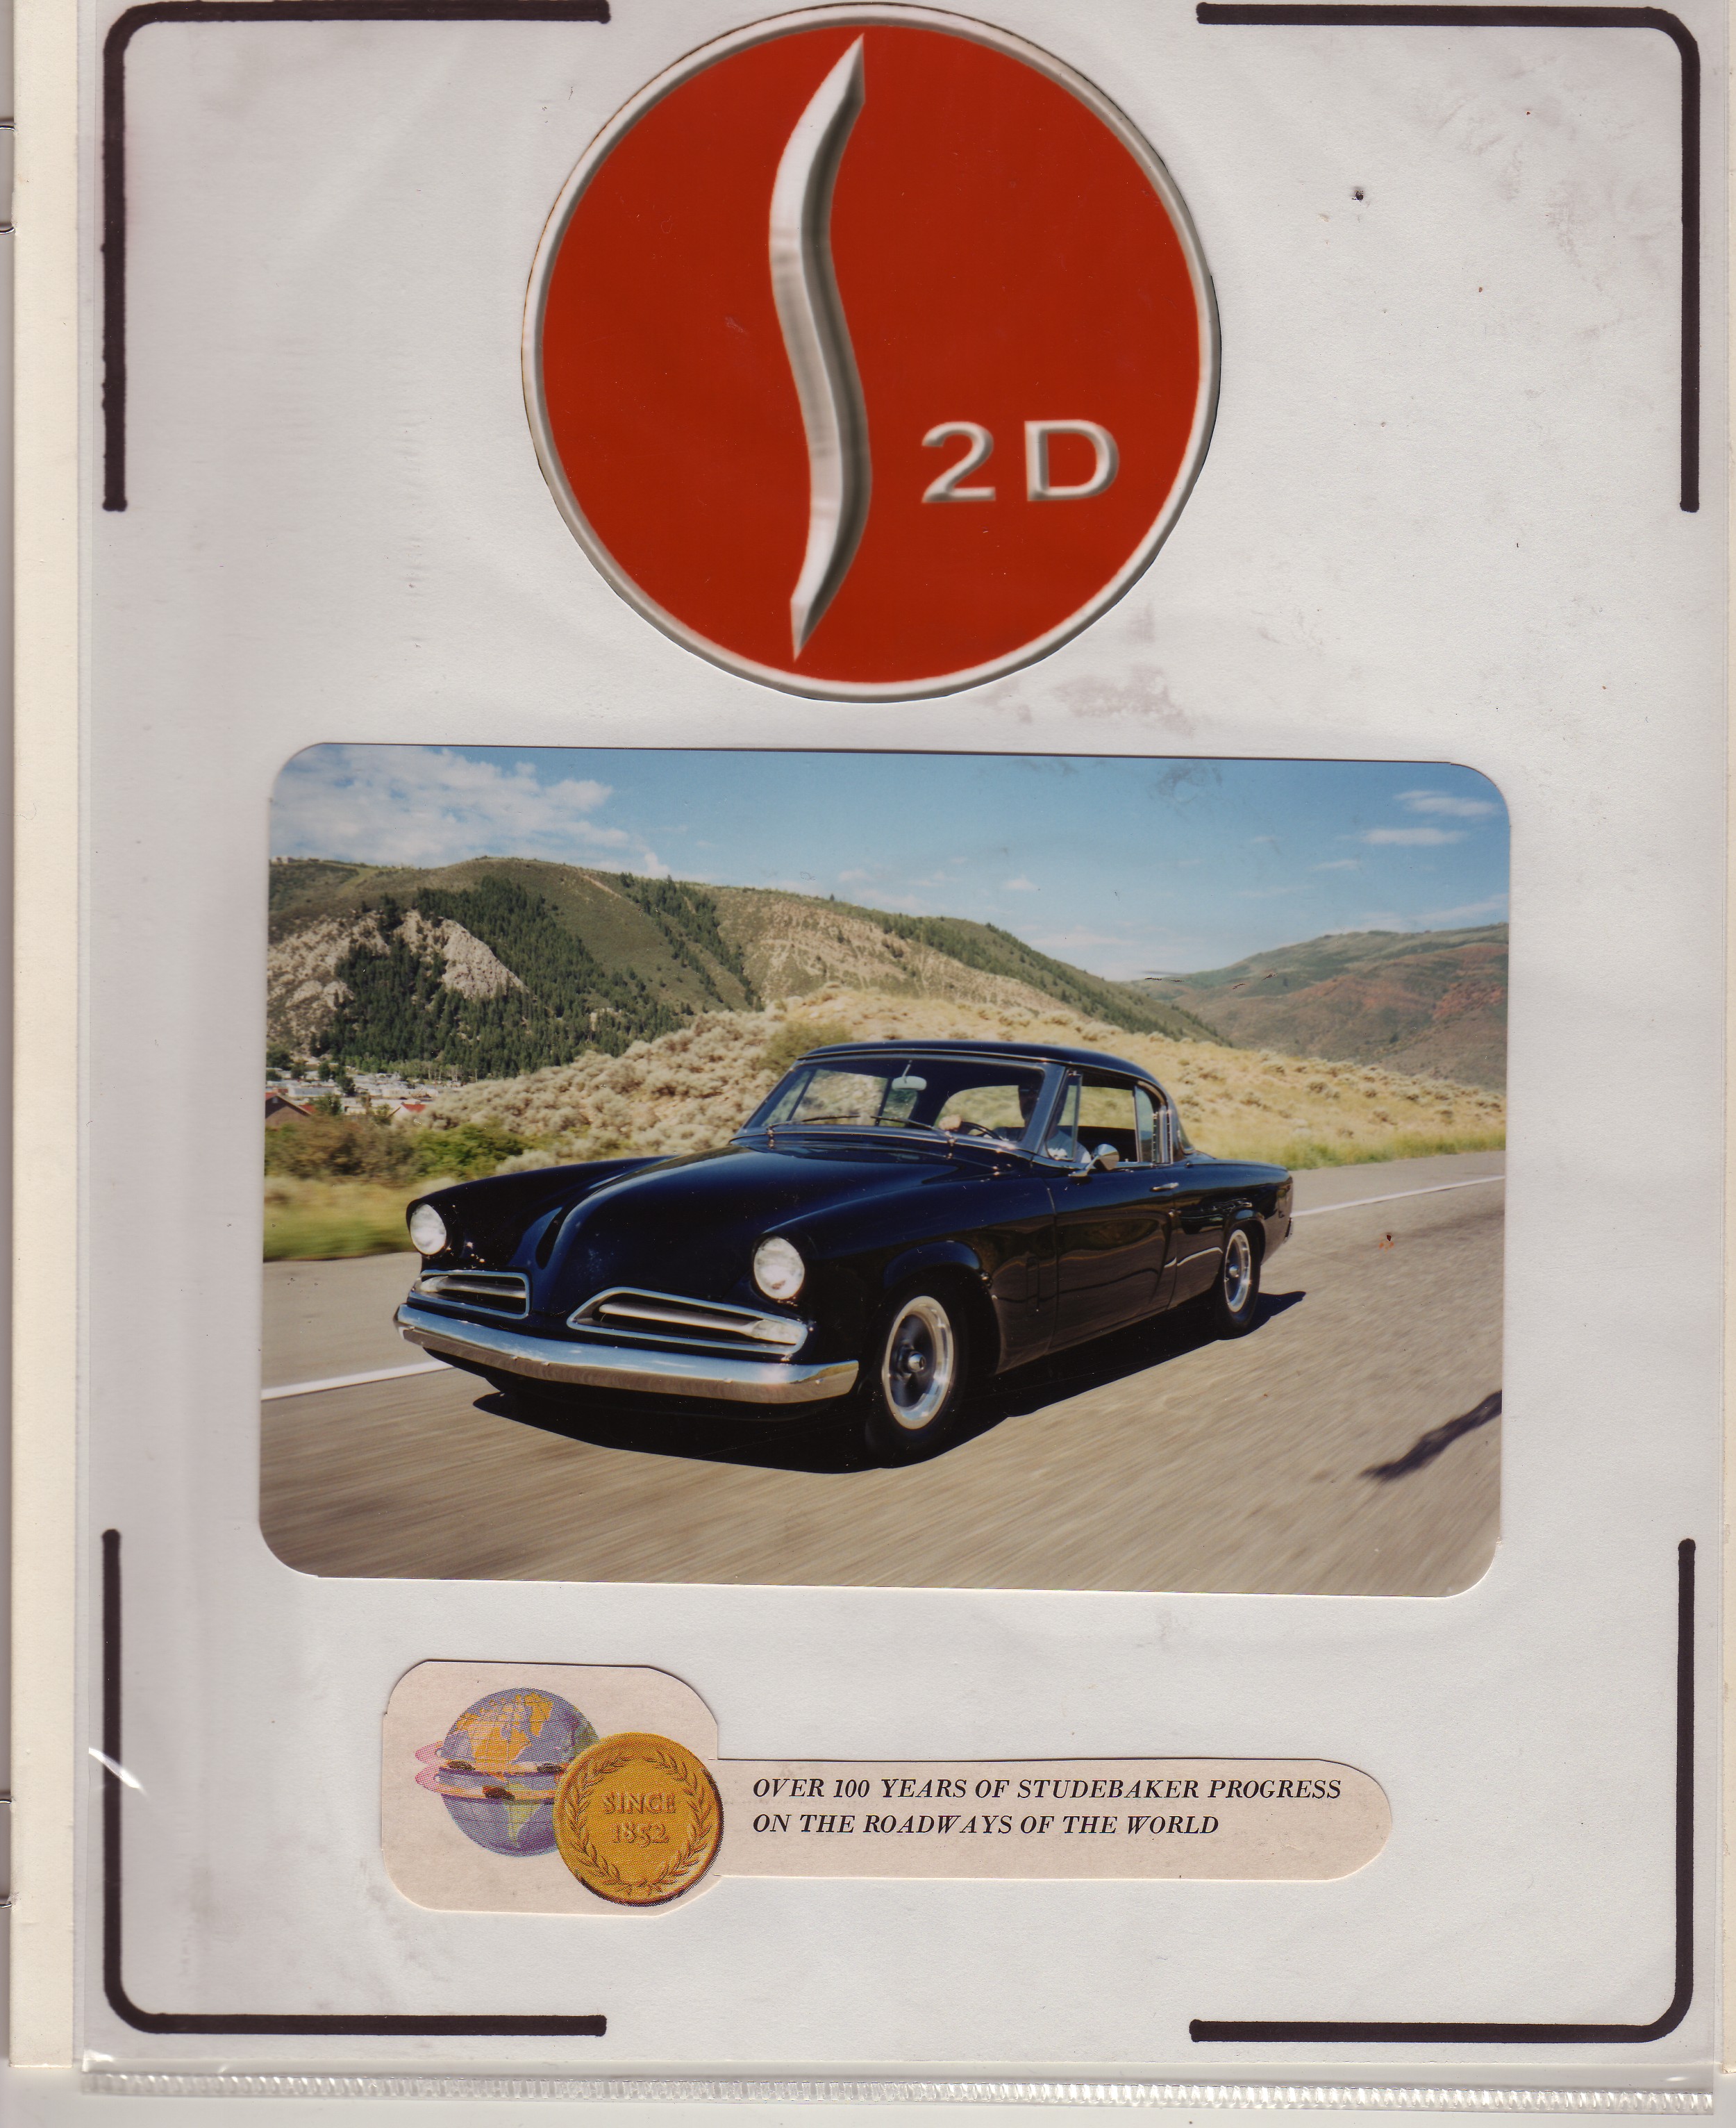 2D
SINCE
1852
OVER 100 YEARS OF STUDEBAKER PROGRESS
ON THE ROADWAYS OF THE WORLD